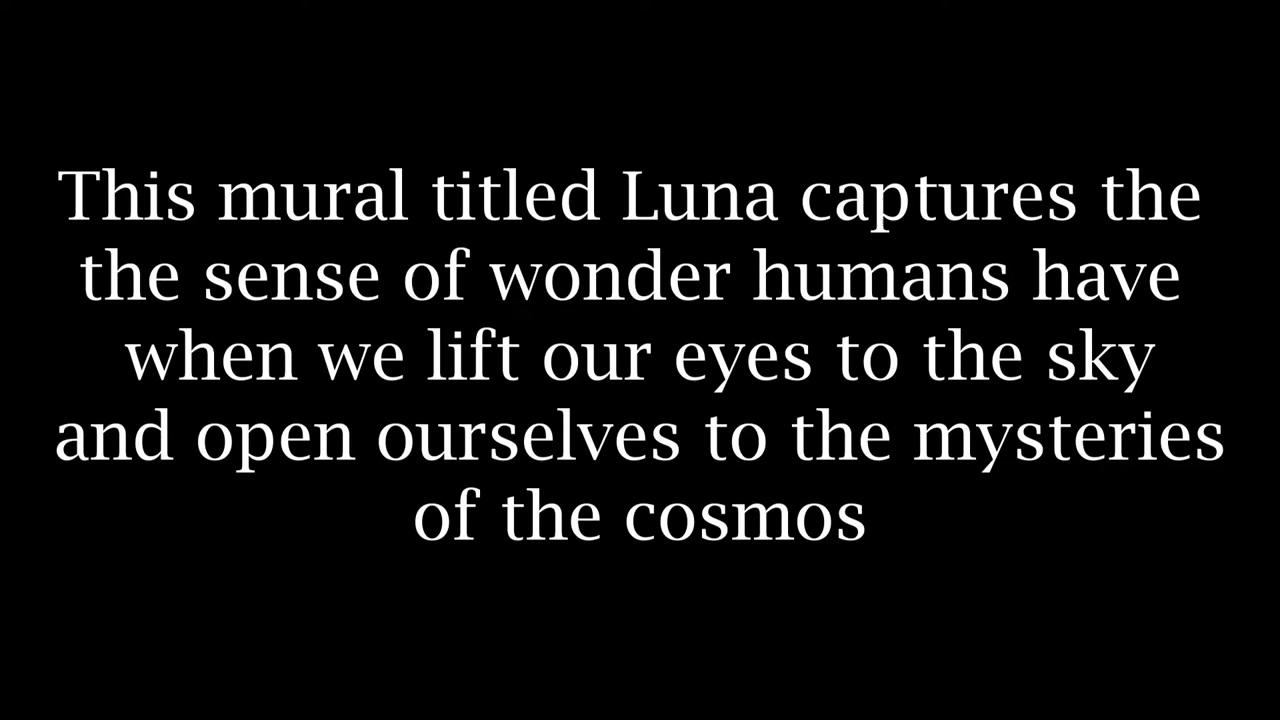 This mural titled Luna captures the
the sense of wonder humans have
when we lift our eyes to the sky
and open ourselves to the mysteries
of the cosmos